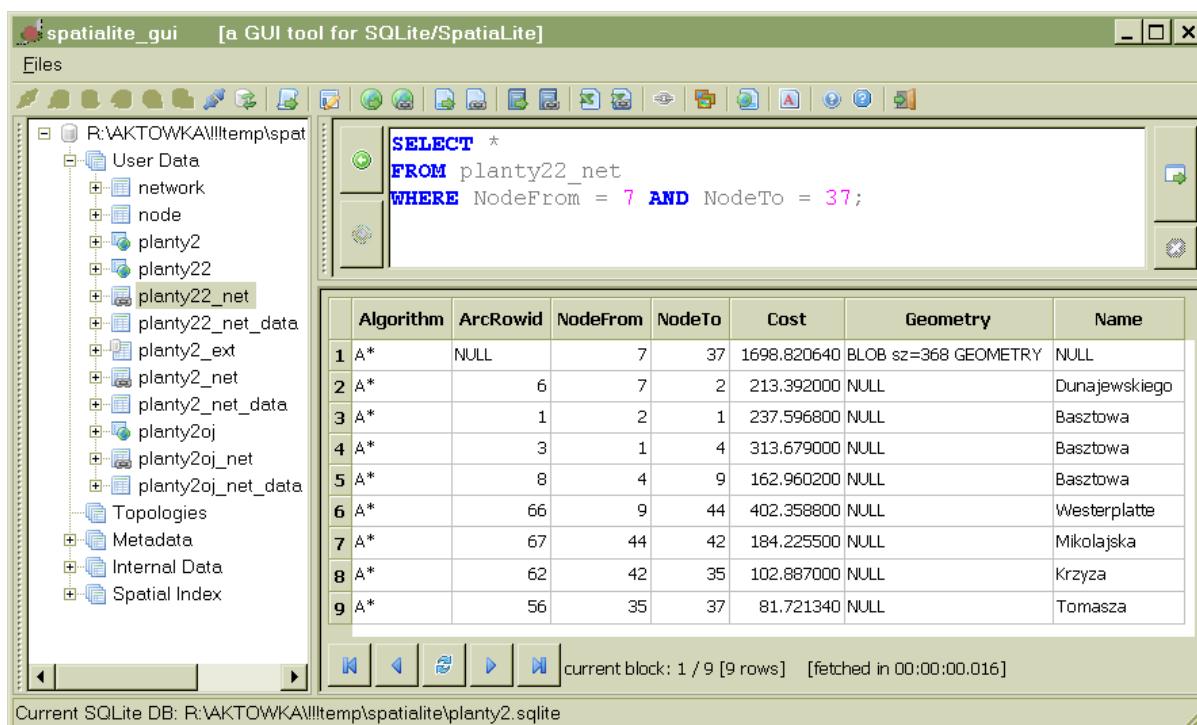 spatialite_gui [a GUI tool for SQLite/SpatiaLite]
Files
R:\AKTOWKA\!!!temp\spat
User Data
network
node
planty2
planty22
planty22_net
planty22_net_data
planty2_ext
planty2_net
planty2_net_data
planty2oj
planty2oj_net
planty2oj_net_data
Topologies
Metadata
Internal Data
Spatial Index
SELECT *
FROM planty22_net
WHERE NodeFrom = 7 AND NodeTo = 37;
Algorithm ArcRowid NodeFrom NodeTo Cost Geometry Name
1 A* NULL 7 37 1698.820640 BLOB sz=368 GEOMETRY NULL
2 A* 6 7 2 213.392000 NULL Dunajewskiego
3 A* 1 2 1 237.596800 NULL Basztowa
4 A* 3 1 4 313.679000 NULL Basztowa
5 A* 8 4 9 162.960200 NULL Basztowa
6 A* 66 9 44 402.358800 NULL Westerplatte
7 A* 67 44 42 184.225500 NULL Mikolajska
8 A* 62 42 35 102.887000 NULL Krzyza
9 A* 56 35 37 81.721340 NULL Tomasza
current block: 1 / 9 [9 rows] [fetched in 00:00:00.016]
Current SQLite DB: R:\AKTOWKA\!!!temp\spatialite\planty2.sqlite